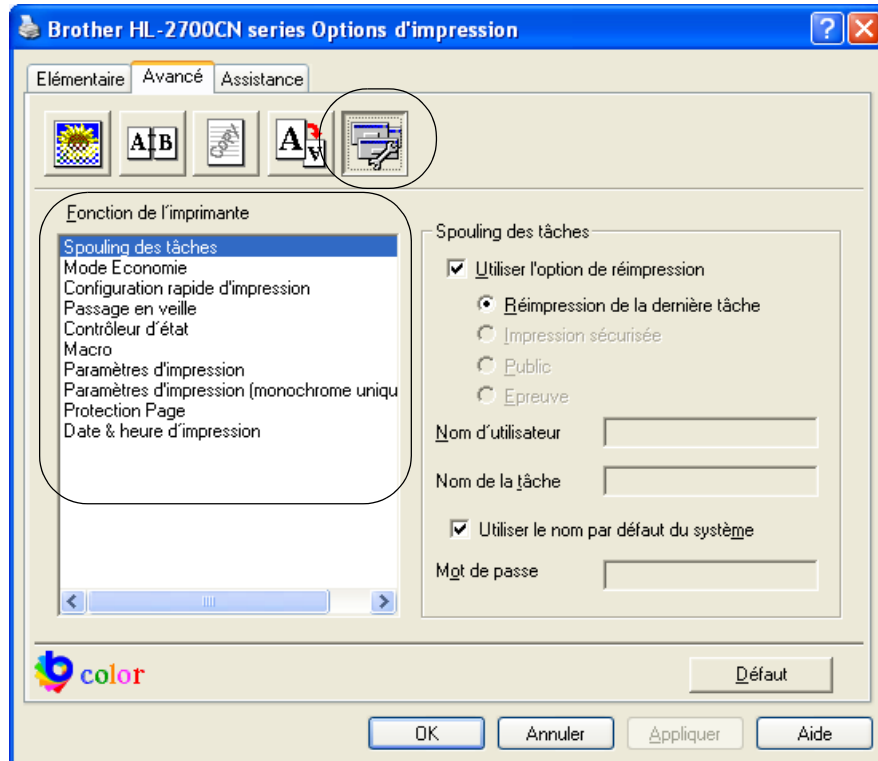 Brother HL-2700CN series Options d'impression
Elémentaire Avancé Assistance
A B copy A A
Fonction de l'imprimante
Spouling des tâches
Mode Economie
Configuration rapide d'impression
Passage en veille
Contrôleur d´état
Macro
Paramètres d'impression
Paramètres d'impression (monochrome uniqu
Protection Page
Date & heure d´impression
Spouling des tâches
Utiliser l'option de réimpression
Réimpression de la dernière tâche
Impression sécurisée
Public
Epreuve
Nom d´utilisateur
Nom de la tâche
Utiliser le nom par défaut du système
Mot de passe
color
Défaut
OK Annuler Appliquer Aide